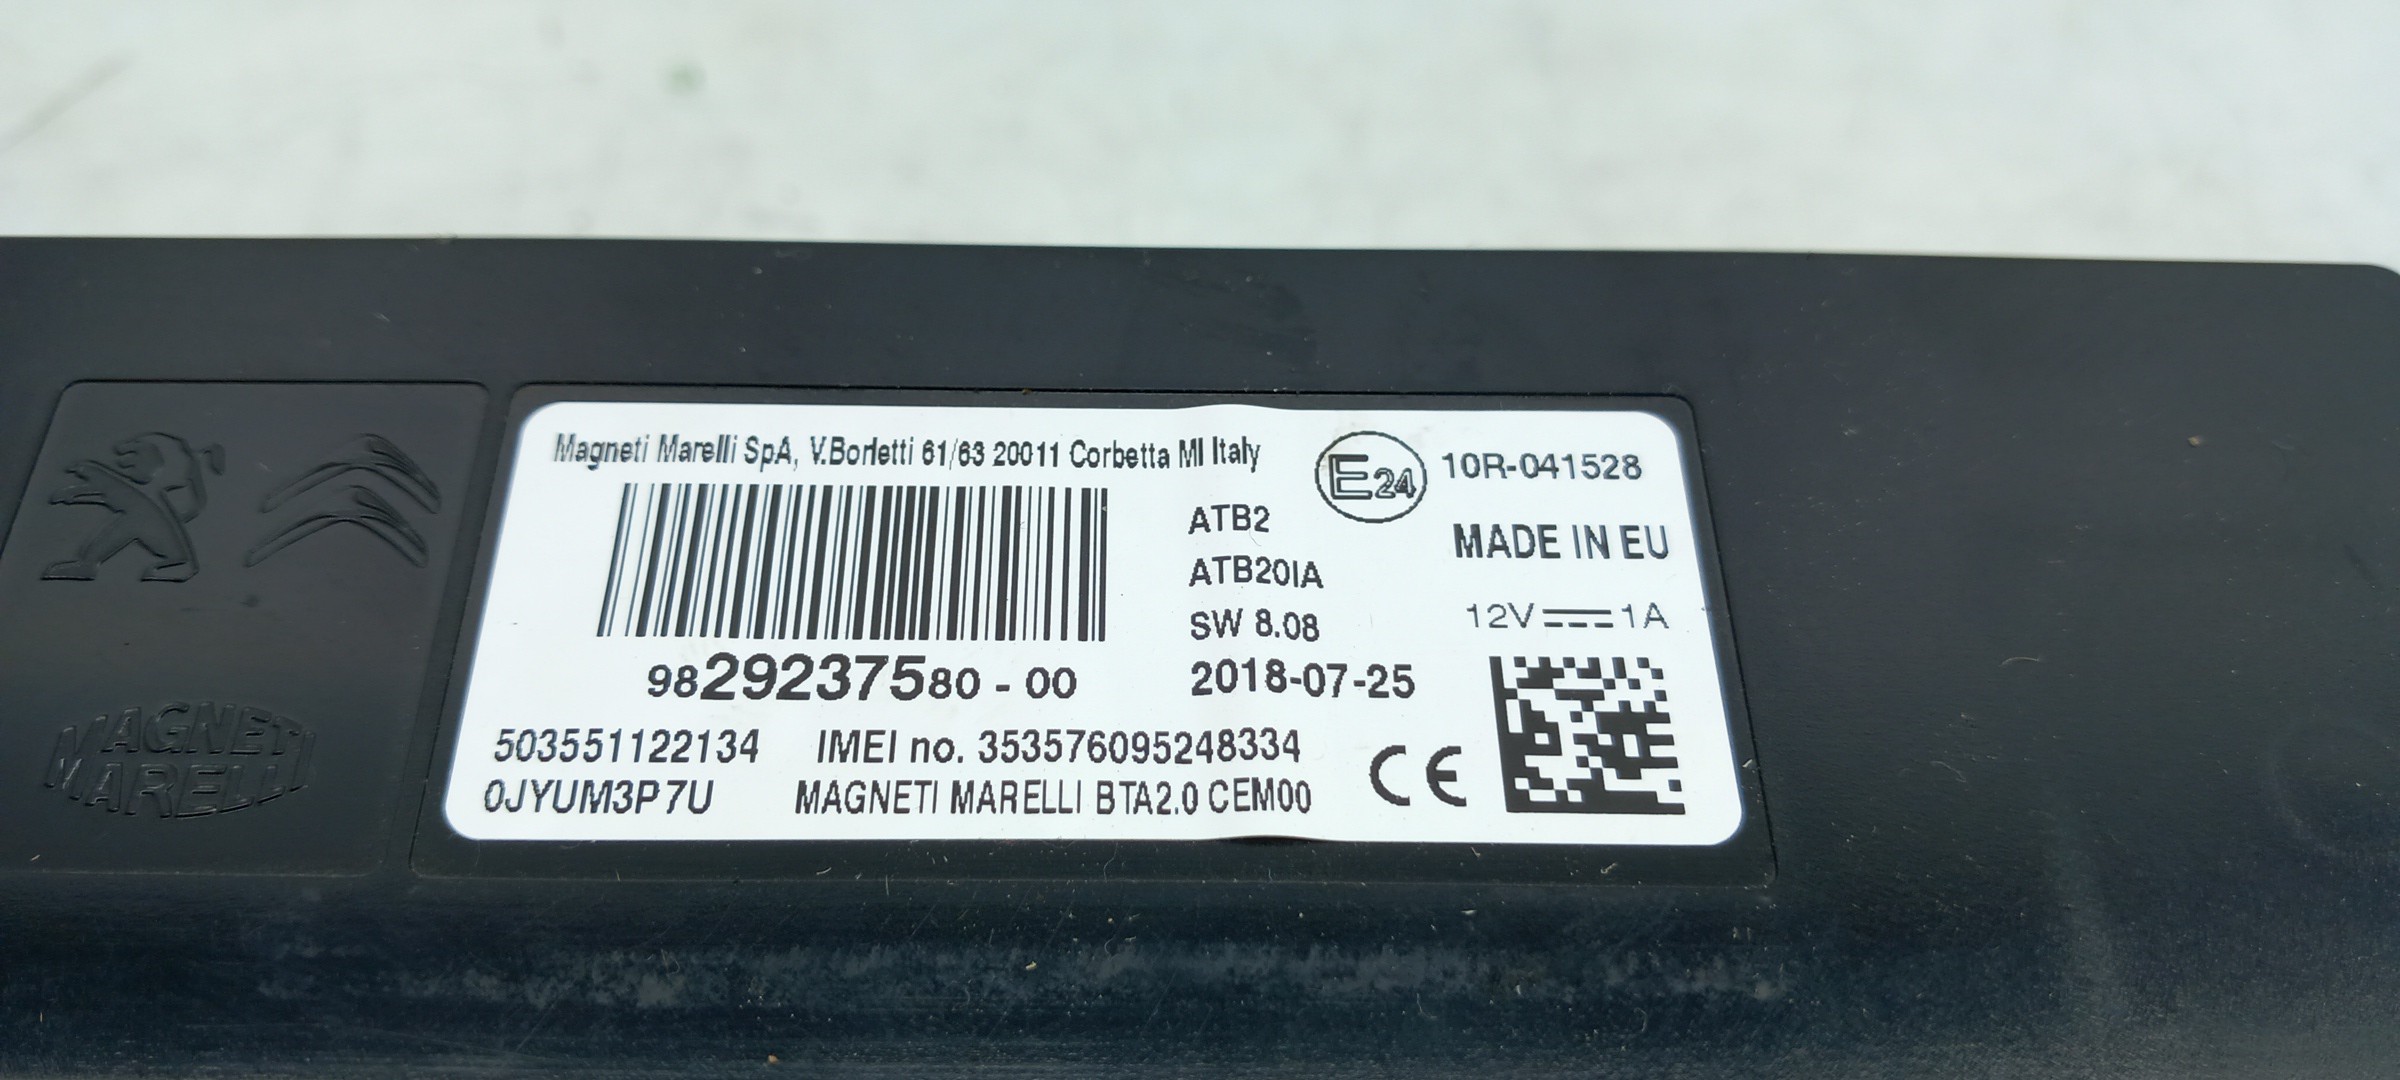 Magneti Marelli SpA, V.Borletti 61/63 20011 Corbetta MI Italy
E24 10R-041528
ATB2
MADE IN EU
ATB20IA
SW 8.08
12V 1A
9829237580 - 00
2018-07-25
503551122134 IMEI no. 353576095248334
0JYUM3P7U MAGNETI MARELLI BTA2.0 CEM00
CE
MAGNETI
MARELLI